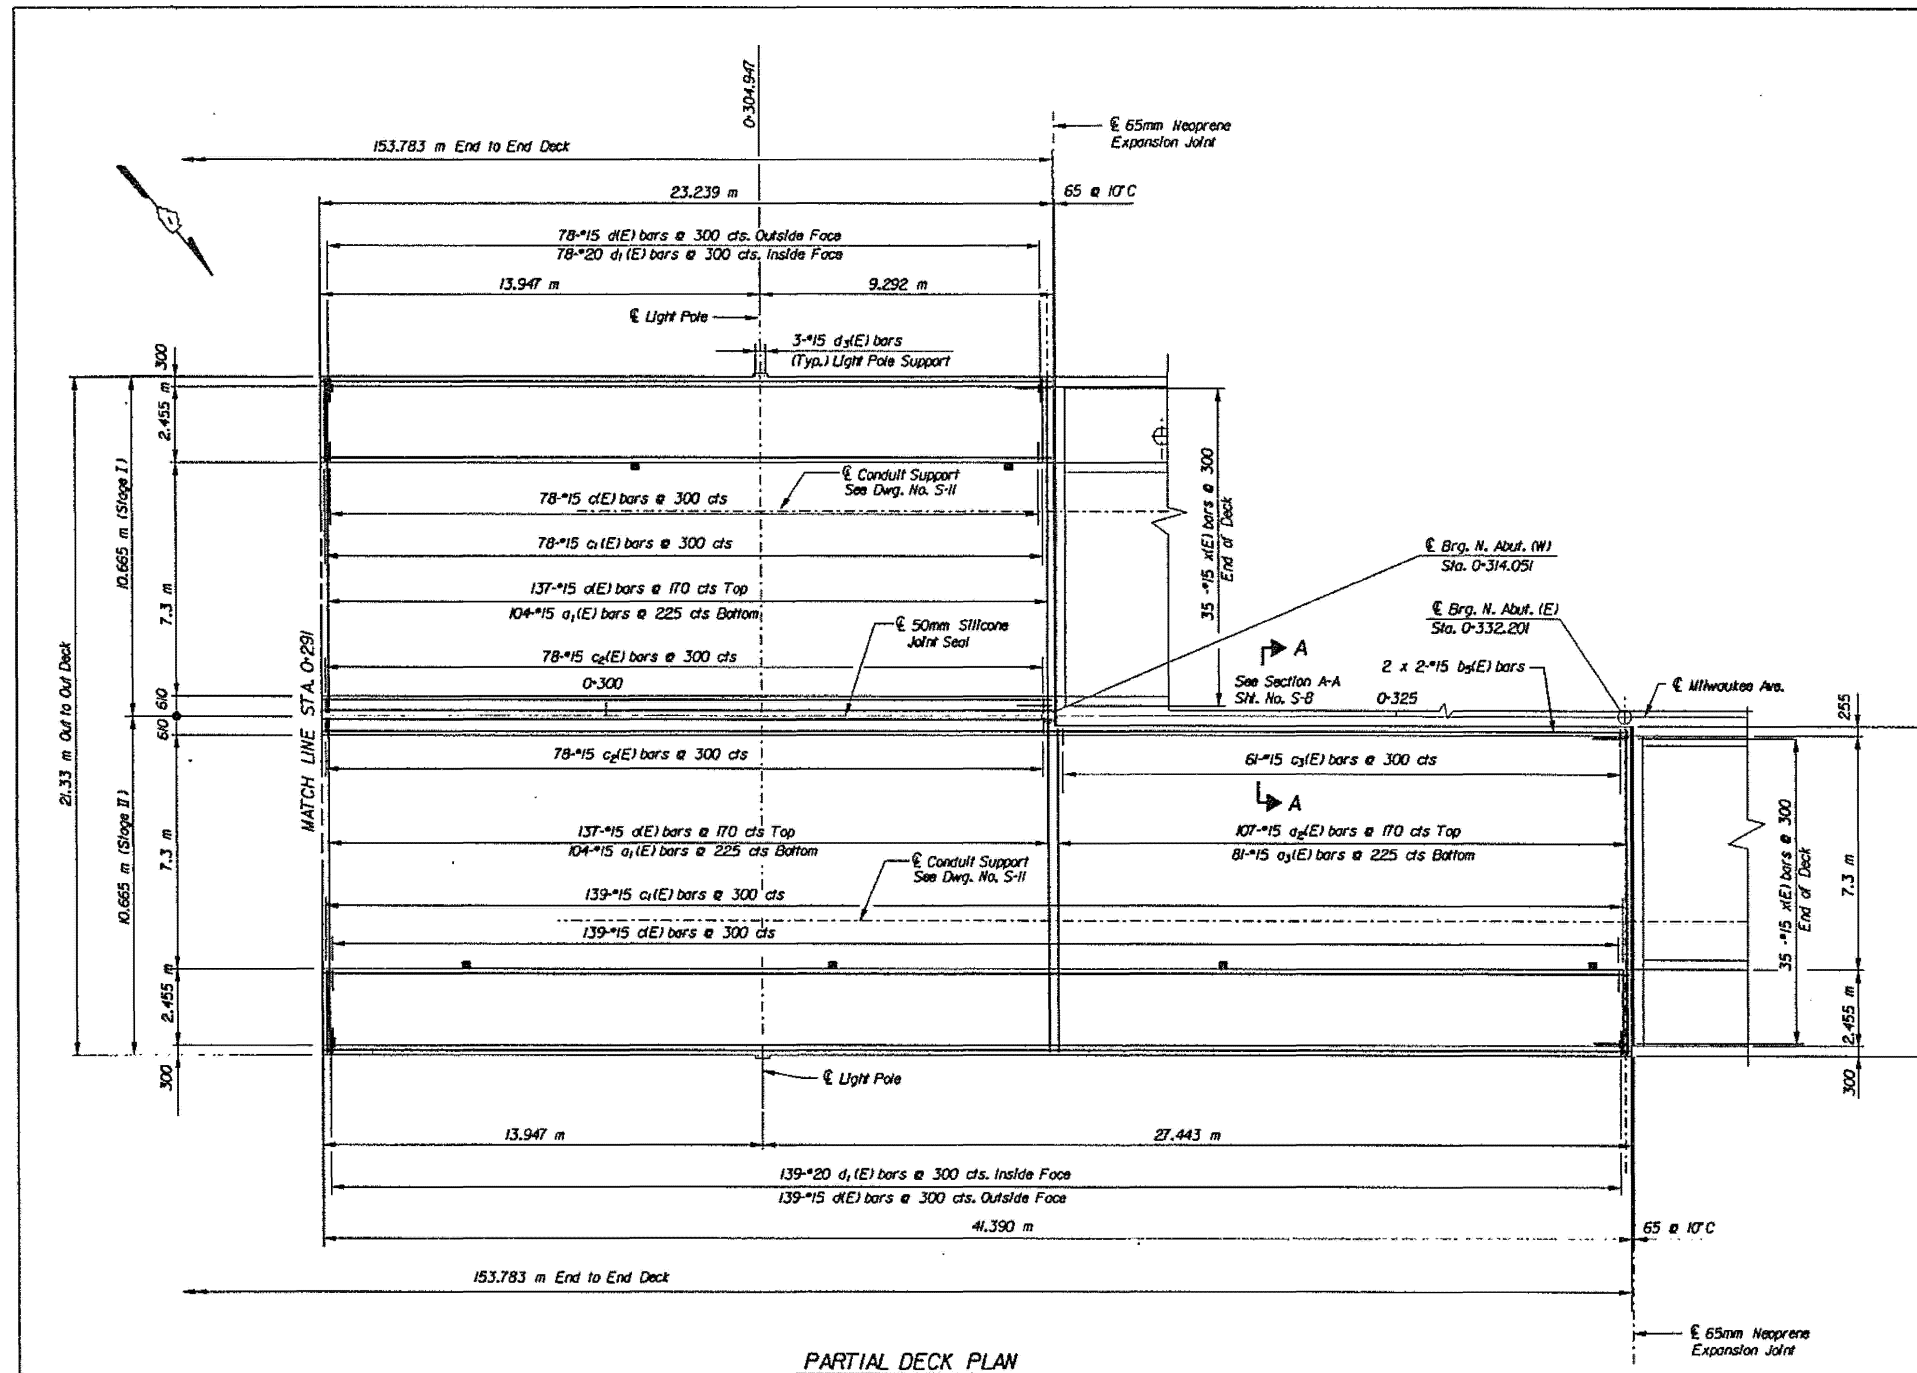 0+304.947
℄ 65mm Neoprene
Expansion Joint
153.783 m End to End Deck
23.239 m
65 @ 10°C
78-#15 d(E) bars @ 300 cts. Outside Face
78-#20 d₁(E) bars @ 300 cts. Inside Face
13.947 m
9.292 m
℄ Light Pole
3-#15 d₃(E) bars
(Typ.) Light Pole Support
300
2.455 m
10.665 m (Stage I)
7.3 m
610
21.33 m Out to Out Deck
610
10.665 m (Stage II)
7.3 m
2.455 m
300
MATCH LINE STA. 0+291
℄ Conduit Support
See Dwg. No. S-11
78-#15 c(E) bars @ 300 cts
78-#15 c₁(E) bars @ 300 cts
35 -#15 x(E) bars @ 300
End of Deck
℄ Brg. N. Abut. (W)
Sta. 0+314.051
137-#15 a(E) bars @ 170 cts Top
104-#15 a₁(E) bars @ 225 cts Bottom
℄ Brg. N. Abut. (E)
Sta. 0+332.201
℄ 50mm Silicone
Joint Seal
78-#15 c₂(E) bars @ 300 cts
A
2 x 2-#15 b₅(E) bars
See Section A-A
Sht. No. S-8
0+300
0+325
℄ Milwaukee Ave.
255
78-#15 c₂(E) bars @ 300 cts
61-#15 c₃(E) bars @ 300 cts
A
137-#15 a(E) bars @ 170 cts Top
104-#15 a₁(E) bars @ 225 cts Bottom
107-#15 a₂(E) bars @ 170 cts Top
81-#15 a₃(E) bars @ 225 cts Bottom
℄ Conduit Support
See Dwg. No. S-11
35 -#15 x(E) bars @ 300
End of Deck
7.3 m
139-#15 c₁(E) bars @ 300 cts
139-#15 c(E) bars @ 300 cts
2.455 m
300
℄ Light Pole
13.947 m
27.443 m
139-#20 d₁(E) bars @ 300 cts. Inside Face
139-#15 d(E) bars @ 300 cts. Outside Face
41.390 m
65 @ 10°C
153.783 m End to End Deck
℄ 65mm Neoprene
Expansion Joint
PARTIAL DECK PLAN